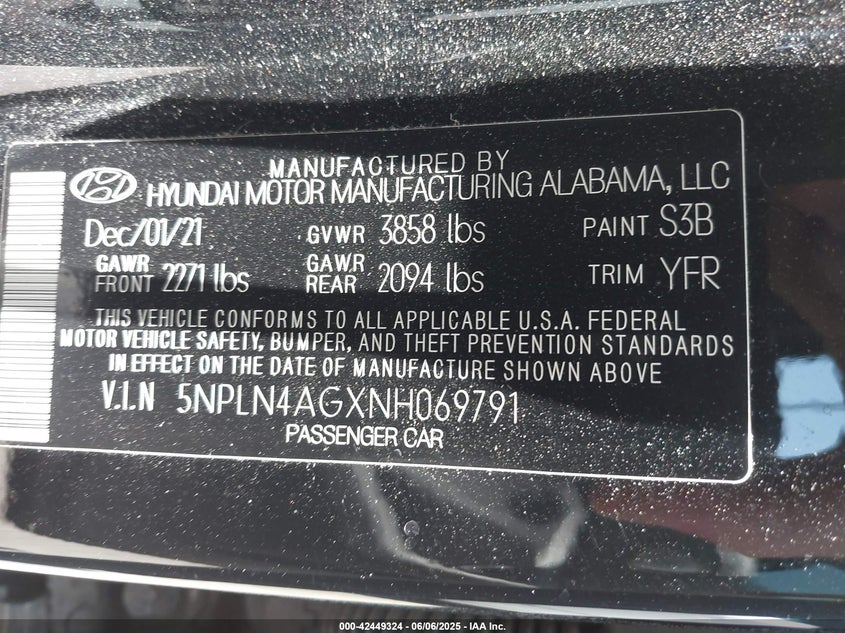 MANUFACTURED BY
HYUNDAI MOTOR MANUFACTURING ALABAMA, LLC
Dec/01/21 GVWR 3858 lbs PAINT S3B
GAWR FRONT 2271 lbs GAWR REAR 2094 lbs TRIM YFR
THIS VEHICLE CONFORMS TO ALL APPLICABLE U.S.A. FEDERAL
MOTOR VEHICLE SAFETY, BUMPER, AND THEFT PREVENTION STANDARDS
IN EFFECT ON THE DATE OF MANUFACTURE SHOWN ABOVE
V.I.N 5NPLN4AGXNH069791
PASSENGER CAR
000-42449324 - 06/06/2025 - IAA Inc.